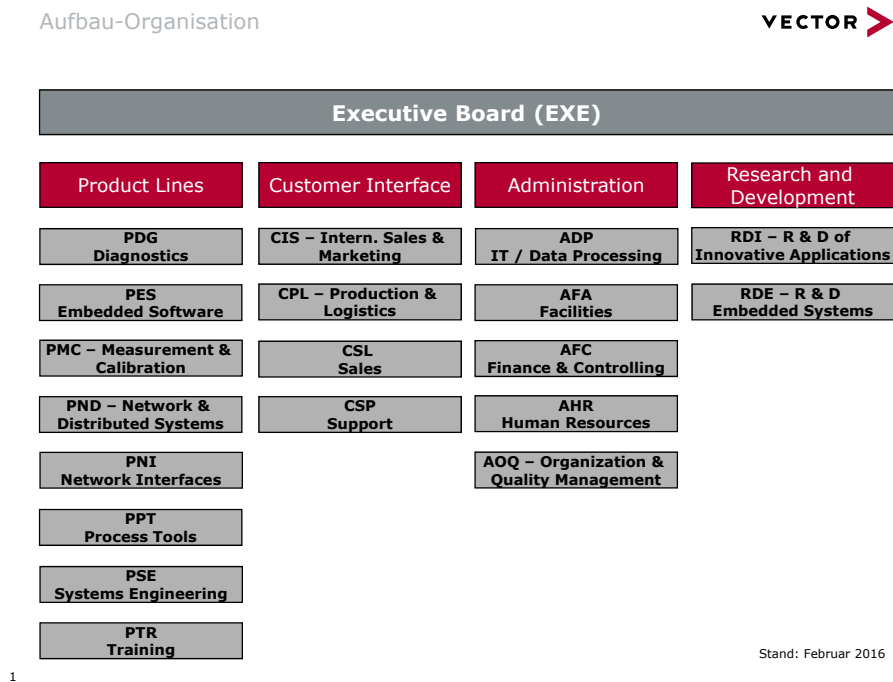 Aufbau-Organisation
VECTOR
Executive Board (EXE)
Product Lines
PDG
Diagnostics
PES
Embedded Software
PMC – Measurement &
Calibration
PND – Network &
Distributed Systems
PNI
Network Interfaces
PPT
Process Tools
PSE
Systems Engineering
PTR
Training
Customer Interface
CIS – Intern. Sales &
Marketing
CPL – Production &
Logistics
CSL
Sales
CSP
Support
Administration
ADP
IT / Data Processing
AFA
Facilities
AFC
Finance & Controlling
AHR
Human Resources
AOQ – Organization &
Quality Management
Research and
Development
RDI – R & D of
Innovative Applications
RDE – R & D
Embedded Systems
Stand: Februar 2016
1